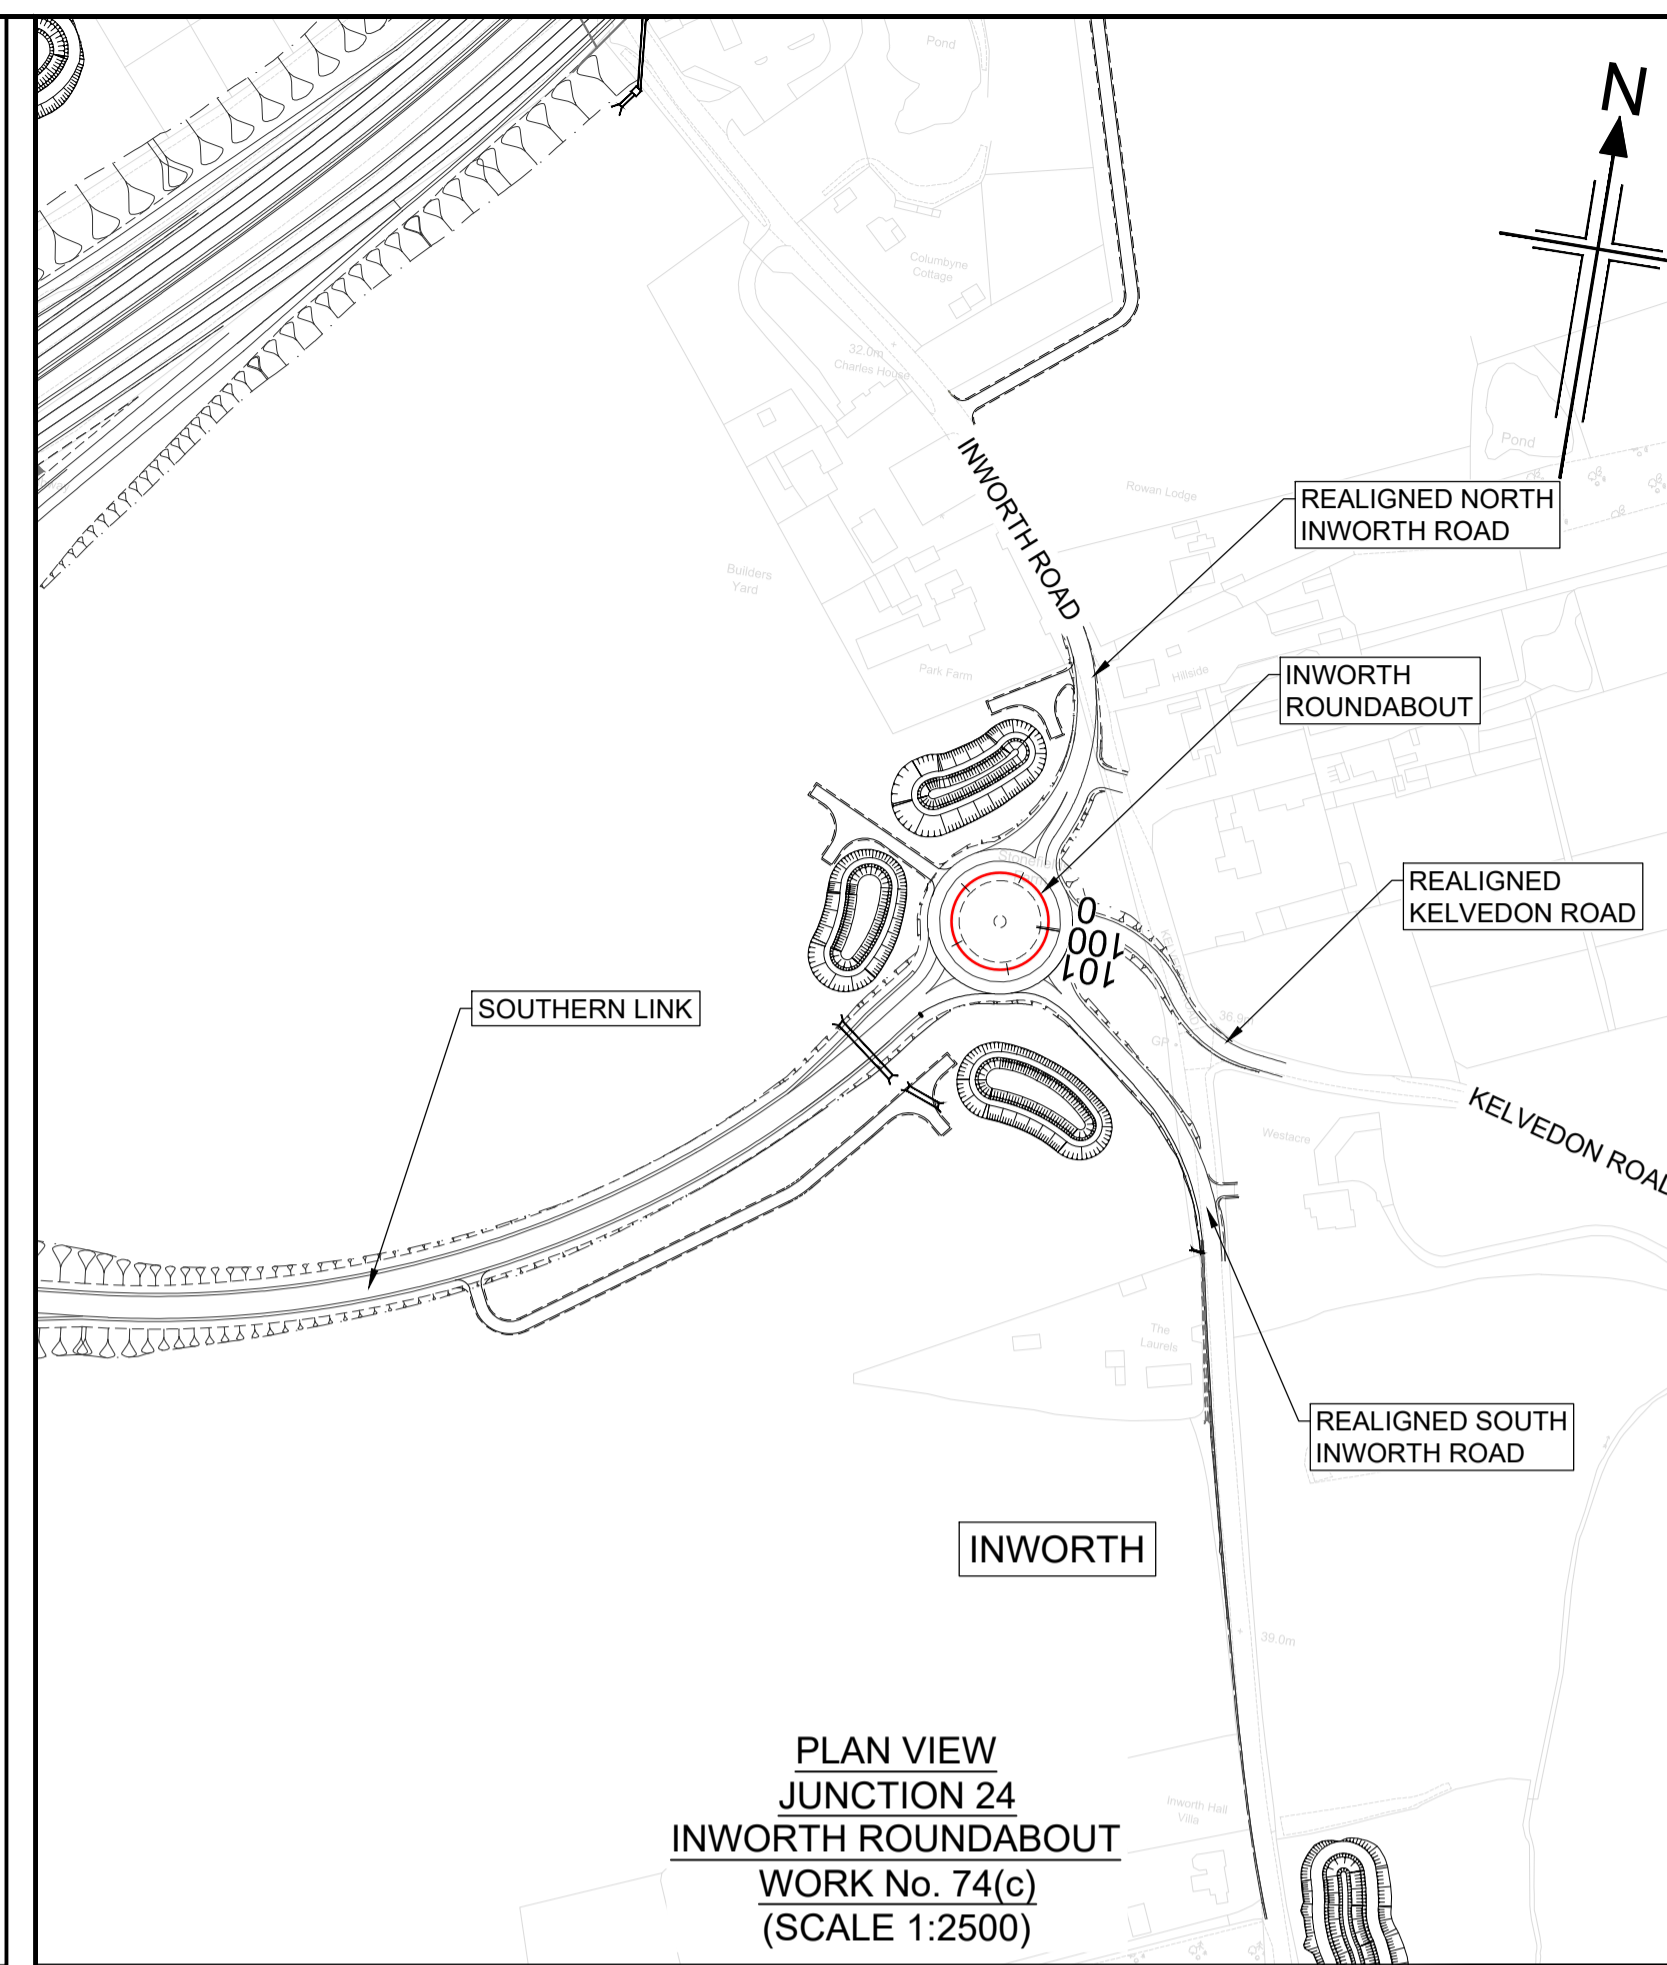 N
Pond
Columbyne
Cottage
32.0m
Charles House
INWORTH ROAD
Pond
Rowan Lodge
REALIGNED NORTH
INWORTH ROAD
Builders
Yard
Park Farm
Hillside
INWORTH
ROUNDABOUT
REALIGNED
KELVEDON ROAD
0
100
101
SOUTHERN LINK
36.9m
GP
Westacre
KELVEDON ROAD
The
Laurels
REALIGNED SOUTH
INWORTH ROAD
INWORTH
39.0m
PLAN VIEW
JUNCTION 24
INWORTH ROUNDABOUT
WORK No. 74(c)
(SCALE 1:2500)
Inworth Hall
Villa